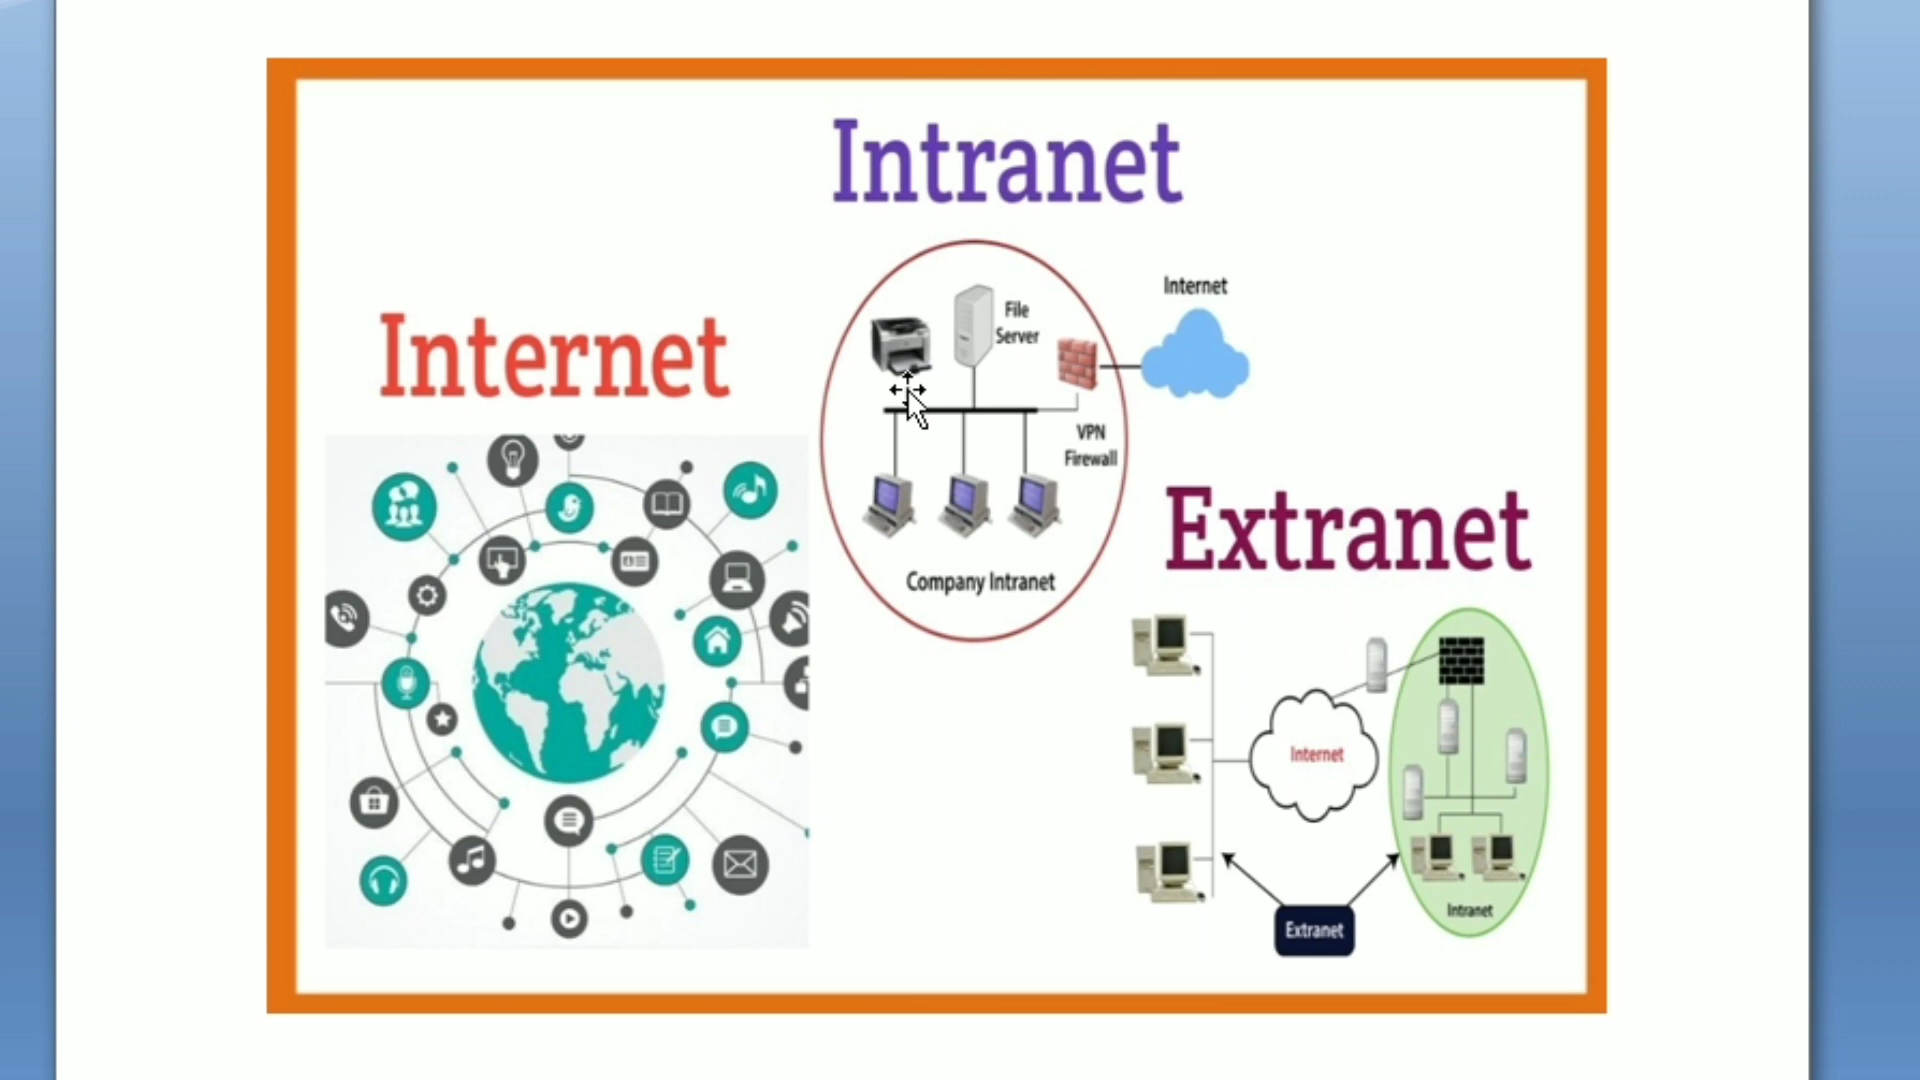 Intranet
Internet
File
Server
Internet
VPN
Firewall
Company Intranet
Extranet
Internet
Intranet
Extranet